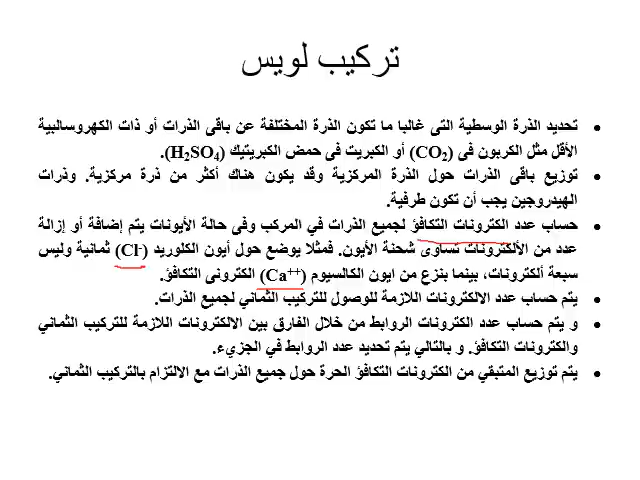 تركيب لويس
• تحديد الذرة الوسطية التى غالبا ما تكون الذرة المختلفة عن باقى الذرات أو ذات الكهروسالبية
الأقل مثل الكربون فى (CO2) أو الكبريت فى حمض الكبريتيك (H2SO4).
• توزيع باقى الذرات حول الذرة المركزية وقد يكون هناك أكثر من ذرة مركزية. وذرات
الهيدروجين يجب أن تكون طرفية.
• حساب عدد الكترونات التكافؤ لجميع الذرات في المركب وفى حالة الأيونات يتم إضافة أو إزالة
عدد من الألكترونات تساوى شحنة الأيون. فمثلا يوضع حول أيون الكلوريد (Cl-) ثمانية وليس
سبعة ألكترونات، بينما بنزع من ايون الكالسيوم (Ca++) الكترونى التكافؤ.
• يتم حساب عدد الالكترونات اللازمة للوصول للتركيب الثماني لجميع الذرات.
• و يتم حساب عدد الكترونات الروابط من خلال الفارق بين الالكترونات اللازمة للتركيب الثماني
والكترونات التكافؤ. و بالتالي يتم تحديد عدد الروابط في الجزيء.
• يتم توزيع المتبقي من الكترونات التكافؤ الحرة حول جميع الذرات مع الالتزام بالتركيب الثماني.